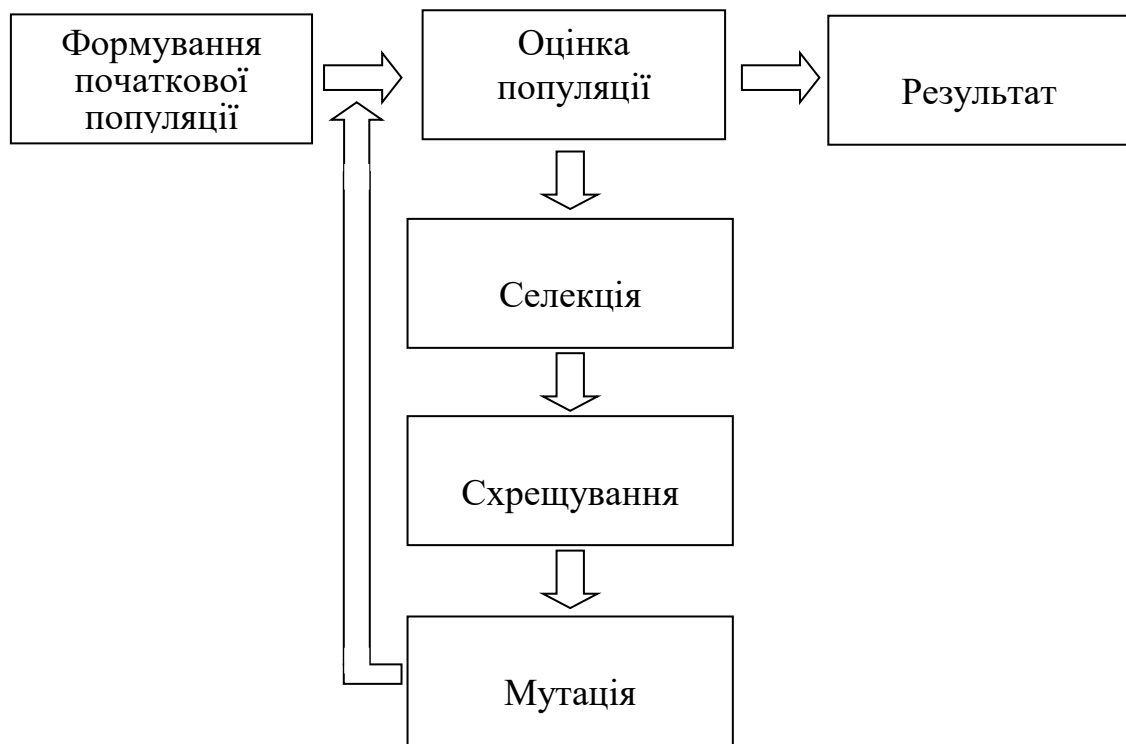 Формування
початкової
популяції
Оцінка
популяції
Результат
Селекція
Схрещування
Мутація